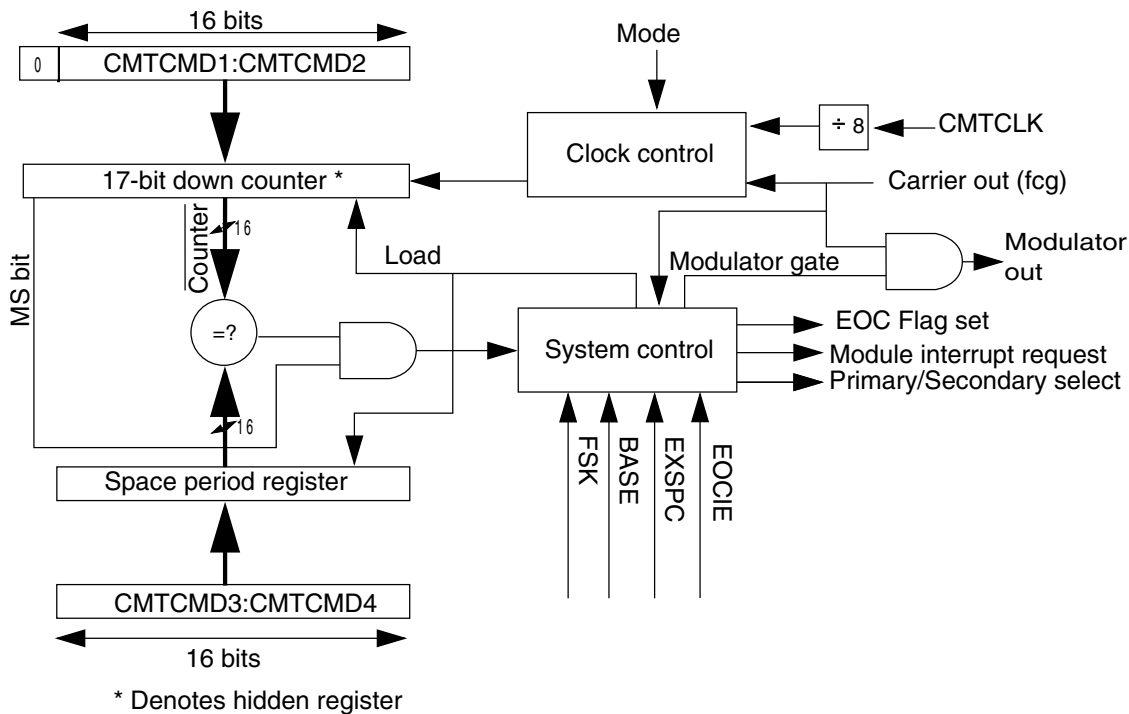 16 bits
0 CMTCMD1:CMTCMD2
Mode
÷ 8
CMTCLK
Clock control
17-bit down counter *
Carrier out (fcg)
Counter
16
MS bit
Load
Modulator gate
Modulator
out
=?
System control
EOC Flag set
Module interrupt request
Primary/Secondary select
16
FSK
BASE
EXSPC
EOCIE
Space period register
CMTCMD3:CMTCMD4
16 bits
* Denotes hidden register